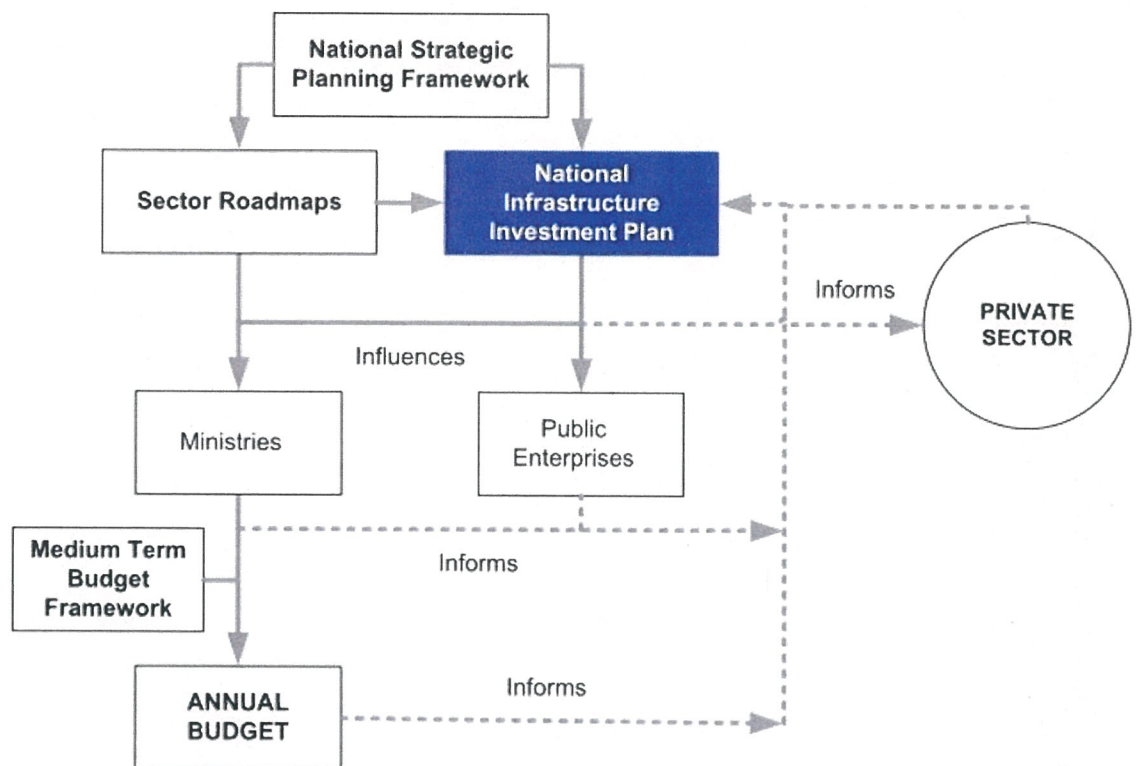 National Strategic
Planning Framework
Sector Roadmaps
National
Infrastructure
Investment Plan
Informs
PRIVATE
SECTOR
Influences
Ministries
Public
Enterprises
Medium Term
Budget
Framework
Informs
ANNUAL
BUDGET
Informs